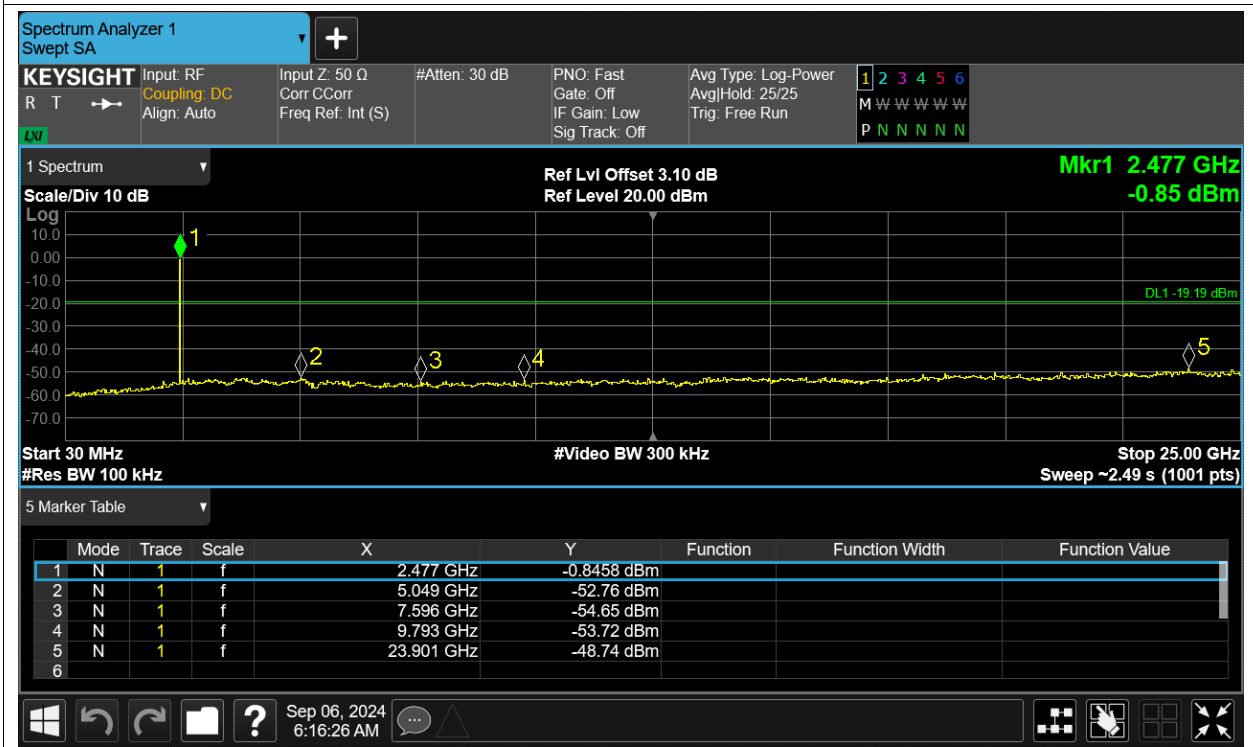 Spectrum Analyzer 1
Swept SA
KEYSIGHT
R T
LXI
Input: RF
Coupling: DC
Align: Auto
Input Z: 50 Ω
Corr CCorr
Freq Ref: Int (S)
#Atten: 30 dB
PNO: Fast
Gate: Off
IF Gain: Low
Sig Track: Off
Avg Type: Log-Power
Avg|Hold: 25/25
Trig: Free Run
1 2 3 4 5 6
M W W W W W
P N N N N N
1 Spectrum
Scale/Div 10 dB
Ref Lvl Offset 3.10 dB
Ref Level 20.00 dBm
Mkr1 2.477 GHz
-0.85 dBm
Log
10.0
0.00
-10.0
-20.0
-30.0
-40.0
-50.0
-60.0
-70.0
1
2
3
4
5
DL1 -19.19 dBm
Start 30 MHz
#Res BW 100 kHz
#Video BW 300 kHz
Stop 25.00 GHz
Sweep ~2.49 s (1001 pts)
5 Marker Table
Mode Trace Scale X Y Function Function Width Function Value
1 N 1 f 2.477 GHz -0.8458 dBm
2 N 1 f 5.049 GHz -52.76 dBm
3 N 1 f 7.596 GHz -54.65 dBm
4 N 1 f 9.793 GHz -53.72 dBm
5 N 1 f 23.901 GHz -48.74 dBm
6
?
Sep 06, 2024
6:16:26 AM